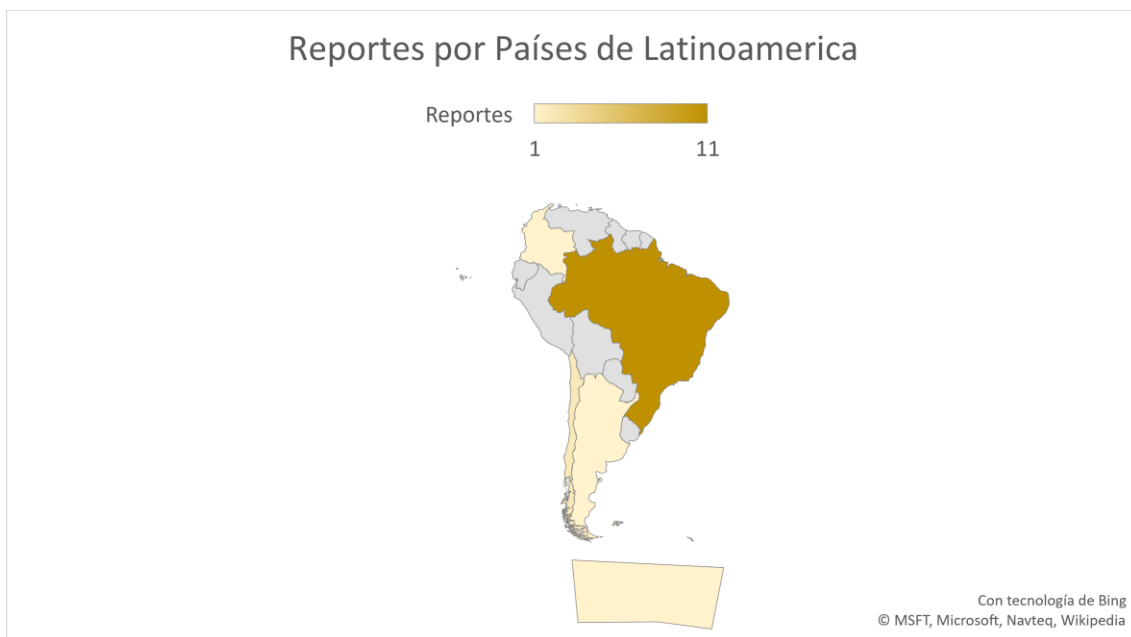 Reportes por Países de Latinoamerica
Reportes
1 11
Con tecnología de Bing
© MSFT, Microsoft, Navteq, Wikipedia